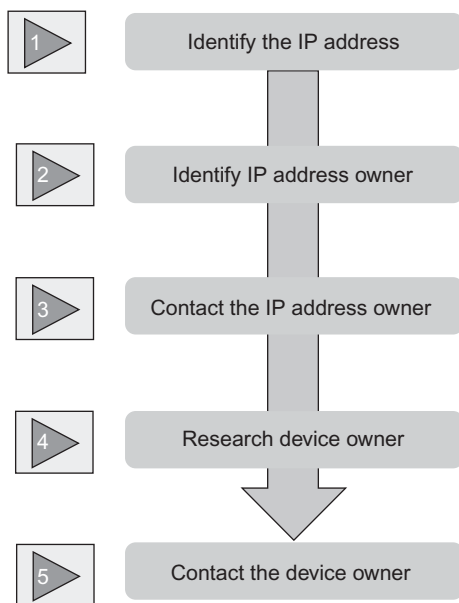 1
Identify the IP address
2
Identify IP address owner
3
Contact the IP address owner
4
Research device owner
5
Contact the device owner